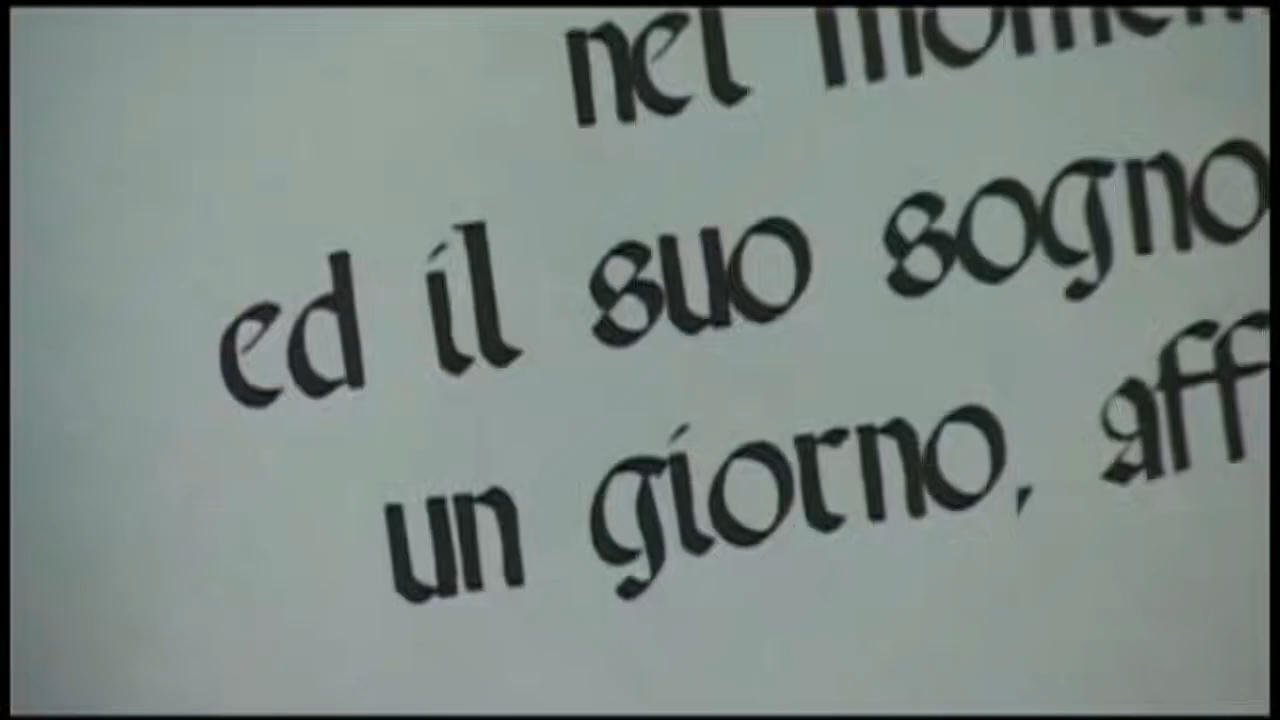 nel
ed il suo sogno
un giorno,